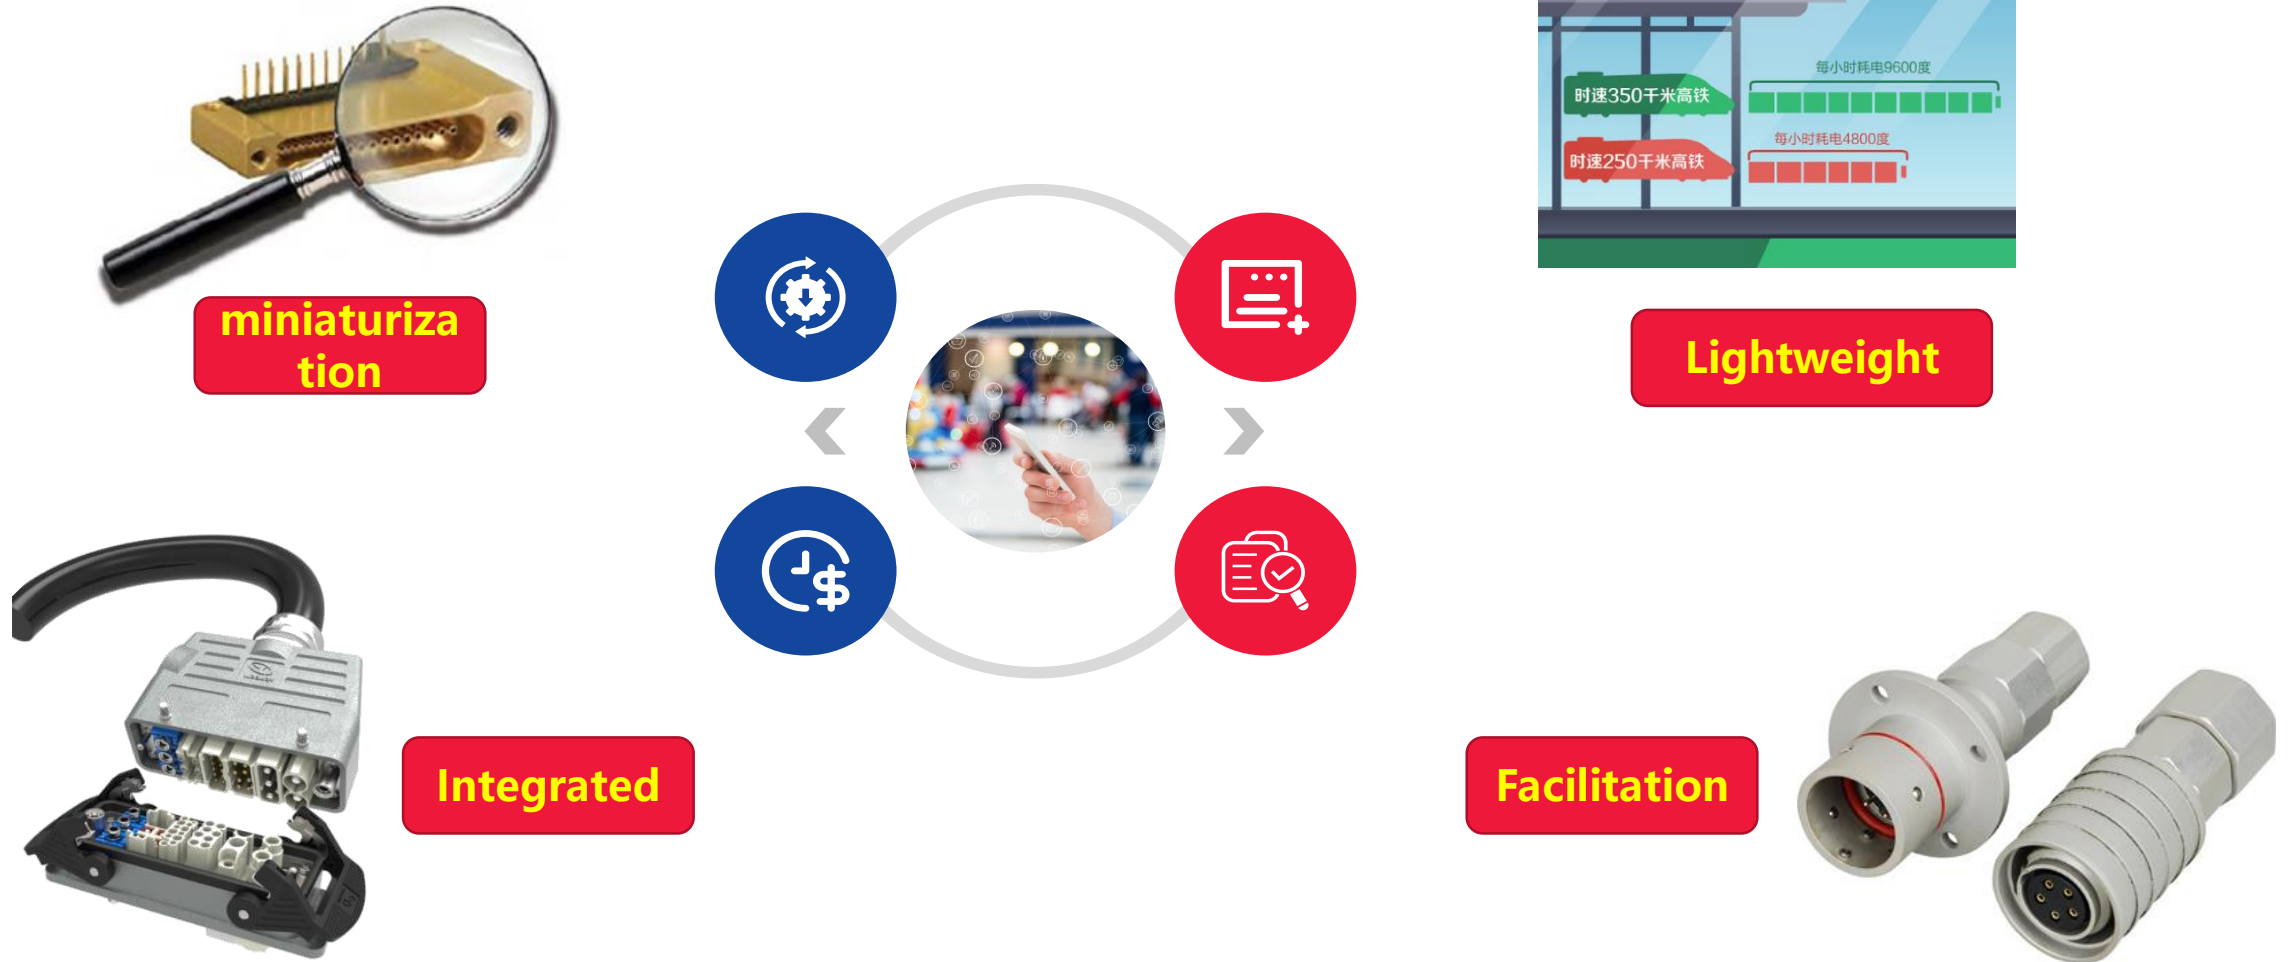 每小时耗电9600度
时速350千米高铁
每小时耗电4800度
时速250千米高铁
miniaturiza
tion
Lightweight
Integrated
Facilitation